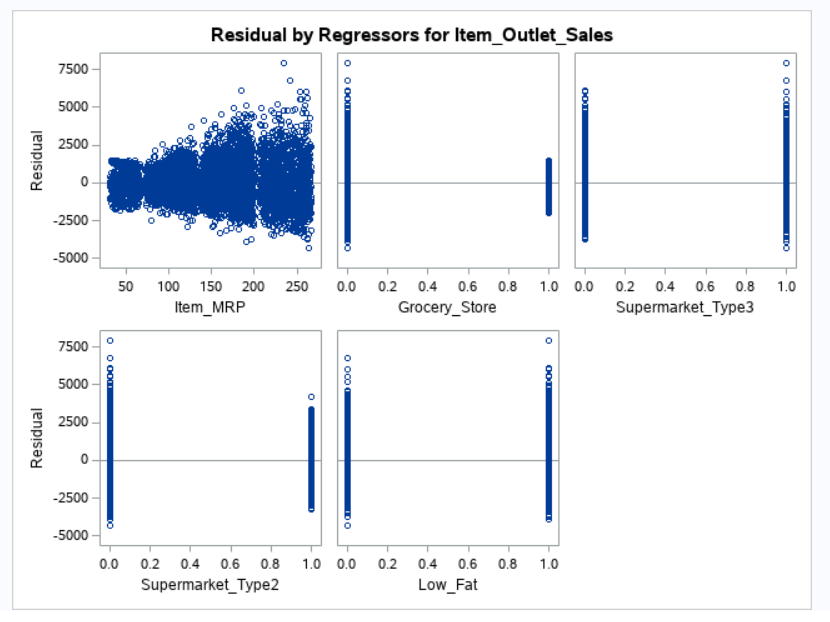 Residual by Regressors for Item_Outlet_Sales
7500
5000
2500
0
-2500
-5000
Residual
50 100 150 200 250
Item_MRP
0.0 0.2 0.4 0.6 0.8 1.0
Grocery_Store
0.0 0.2 0.4 0.6 0.8 1.0
Supermarket_Type3
7500
5000
2500
0
-2500
-5000
Residual
0.0 0.2 0.4 0.6 0.8 1.0
Supermarket_Type2
0.0 0.2 0.4 0.6 0.8 1.0
Low_Fat